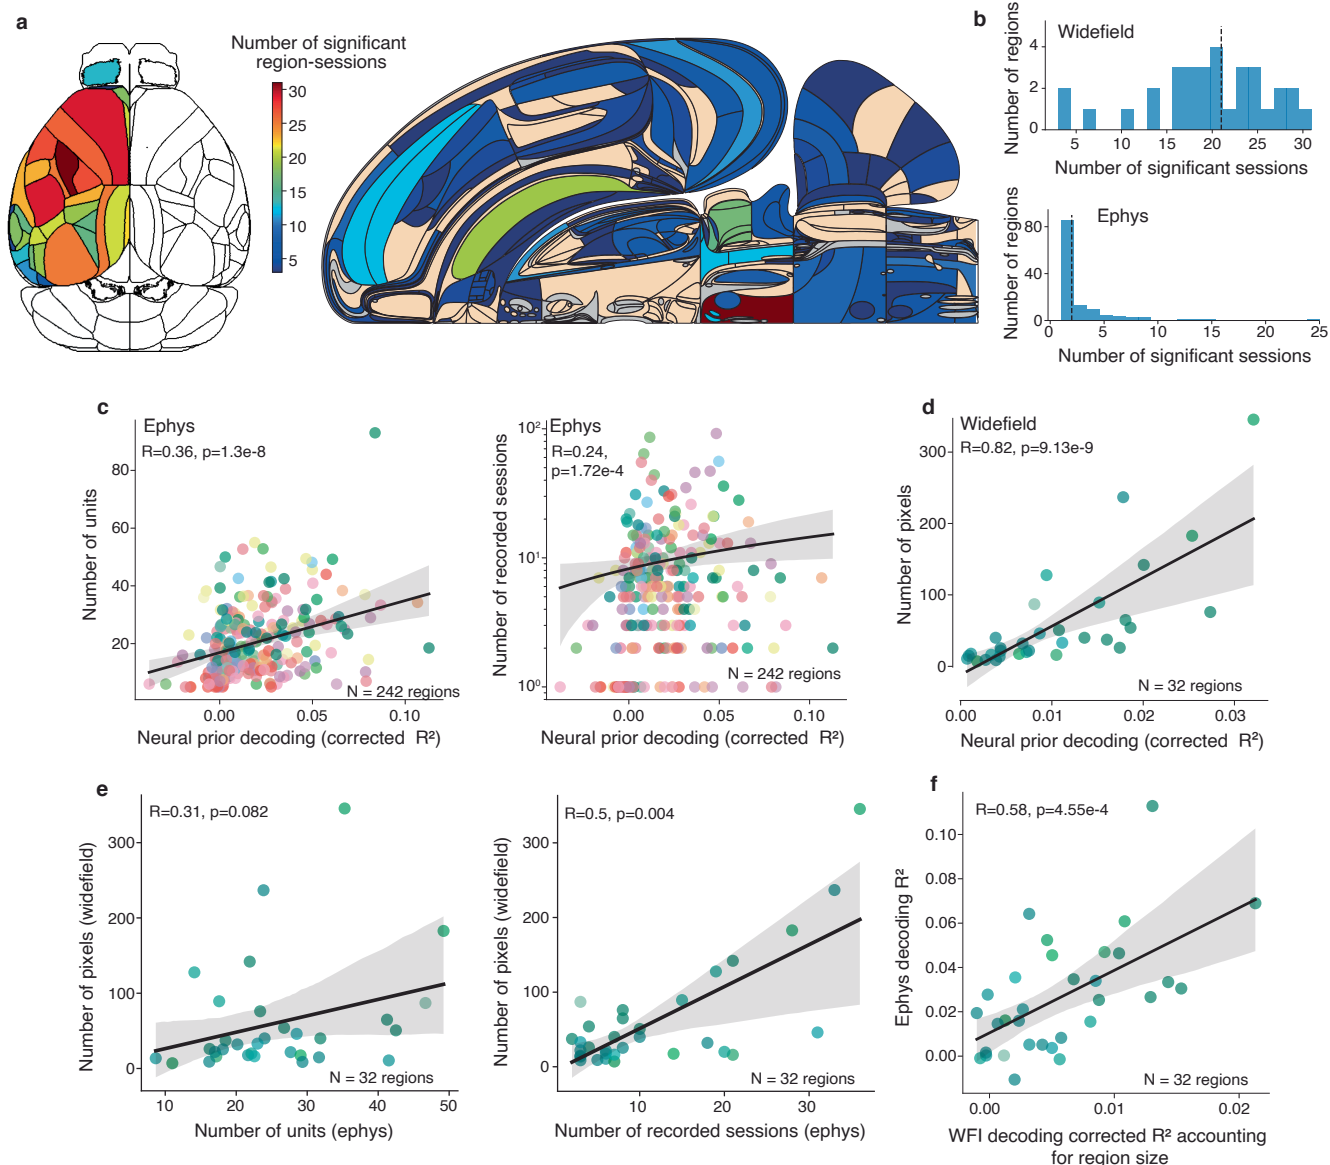 a
Number of significant
region-sessions
30
25
20
15
10
5
b
Widefield
Number of regions
4
2
0
5
10
15
20
25
30
Number of significant sessions
Ephys
Number of regions
80
40
0
0
5
10
15
20
25
Number of significant sessions
c
Ephys
R=0.36, p=1.3e-8
Number of units
80
60
40
20
N = 242 regions
0.00
0.05
0.10
Neural prior decoding (corrected R²)
Ephys
R=0.24,
p=1.72e-4
Number of recorded sessions
10²
10¹
10⁰
N = 242 regions
0.00
0.05
0.10
Neural prior decoding (corrected R²)
d
Widefield
R=0.82, p=9.13e-9
Number of pixels
300
200
100
0
N = 32 regions
0.00
0.01
0.02
0.03
Neural prior decoding (corrected R²)
e
R=0.31, p=0.082
Number of pixels (widefield)
300
200
100
0
N = 32 regions
10
20
30
40
50
Number of units (ephys)
R=0.5, p=0.004
Number of pixels (widefield)
300
200
100
0
N = 32 regions
10
20
30
Number of recorded sessions (ephys)
f
R=0.58, p=4.55e-4
Ephys decoding R²
0.10
0.08
0.06
0.04
0.02
0.00
N = 32 regions
0.00
0.01
0.02
WFI decoding corrected R² accounting
for region size